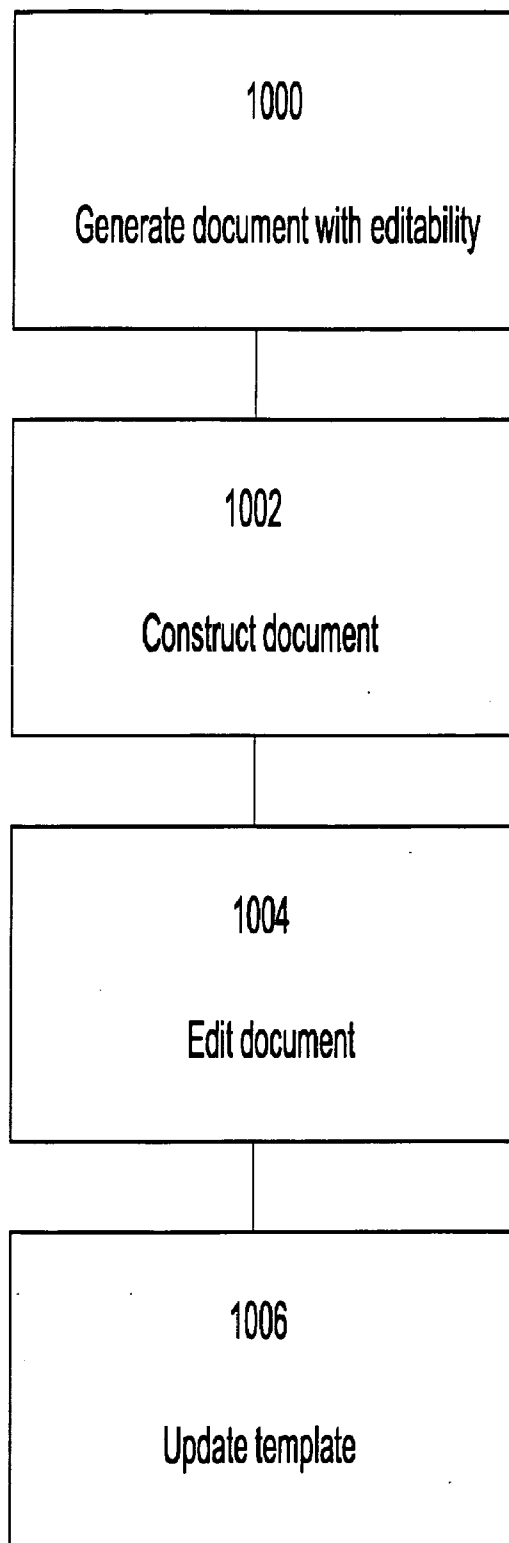 1000
Generate document with editability
1002
Construct document
1004
Edit document
1006
Update template